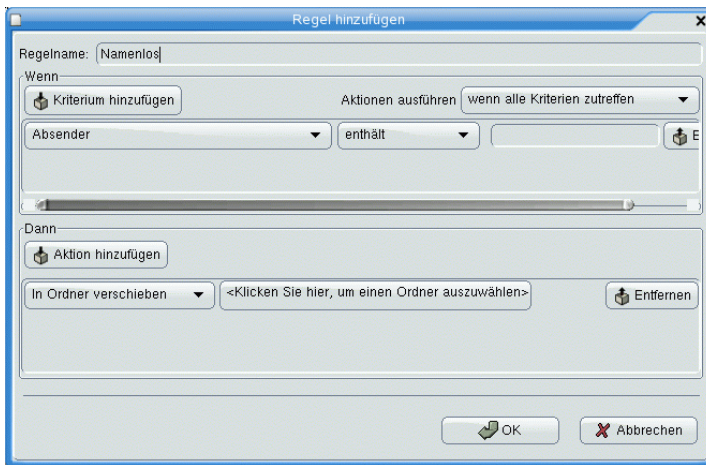 Regel hinzufügen
Regelname: Namenlos
Wenn
Kriterium hinzufügen Aktionen ausführen wenn alle Kriterien zutreffen
Absender enthält E
Dann
Aktion hinzufügen
In Ordner verschieben <Klicken Sie hier, um einen Ordner auszuwählen> Entfernen
OK Abbrechen